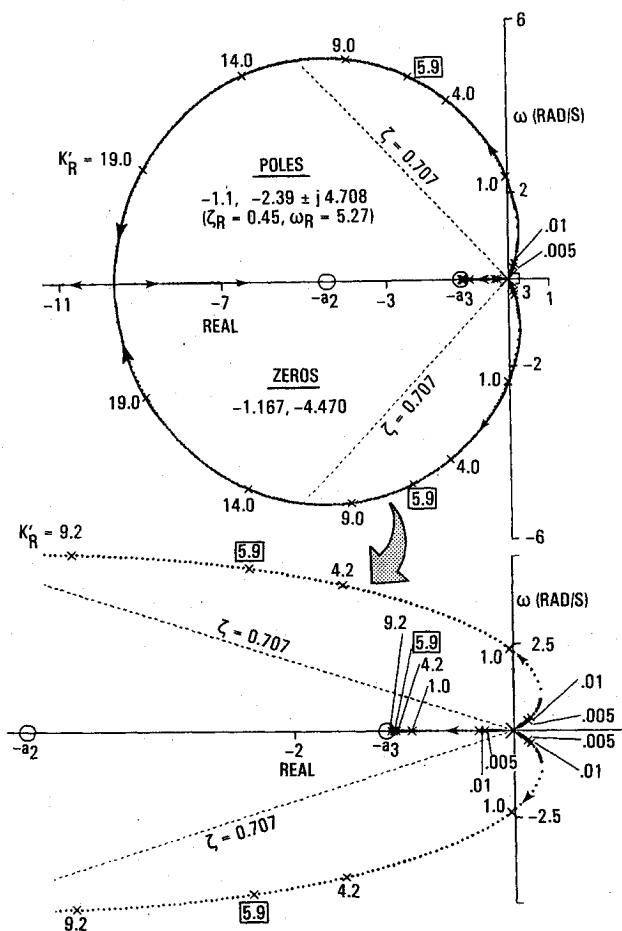 6
14.0
9.0
5.9
4.0
ω (RAD/S)
K'R = 19.0
POLES
-1.1, -2.39 ± j 4.708
(ζR = 0.45, ωR = 5.27)
ζ = 0.707
1.0
2
.01
.005
-11
-7
-a2
-3
-a3
3
1
REAL
ZEROS
-1.167, -4.470
ζ = 0.707
-2
1.0
19.0
4.0
14.0
9.0
5.9
-6
K'R = 9.2
5.9
4.2
ω (RAD/S)
ζ = 0.707
9.2
5.9
4.2
1.0
1.0
2.5
.01
.005
-a2
-2
-a3
REAL
.005
.01
.005
.01
1.0
-2.5
ζ = 0.707
4.2
5.9
9.2